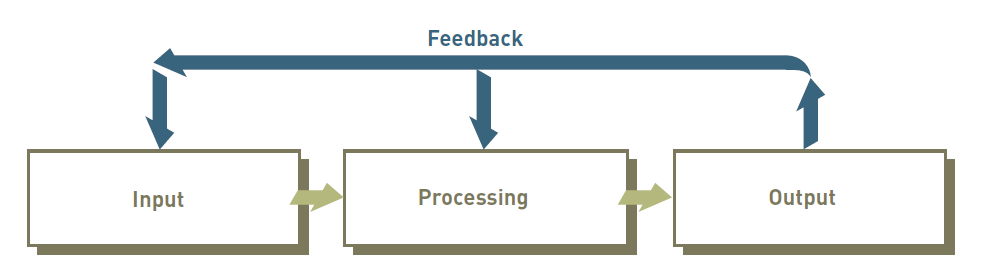 Feedback
Input
Processing
Output